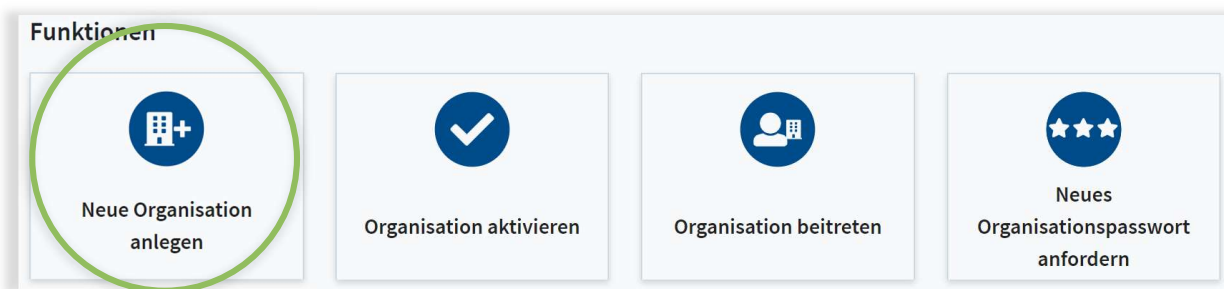 Funktionen
Neue Organisation
anlegen
Organisation aktivieren
Organisation beitreten
Neues
Organisationspasswort
anfordern